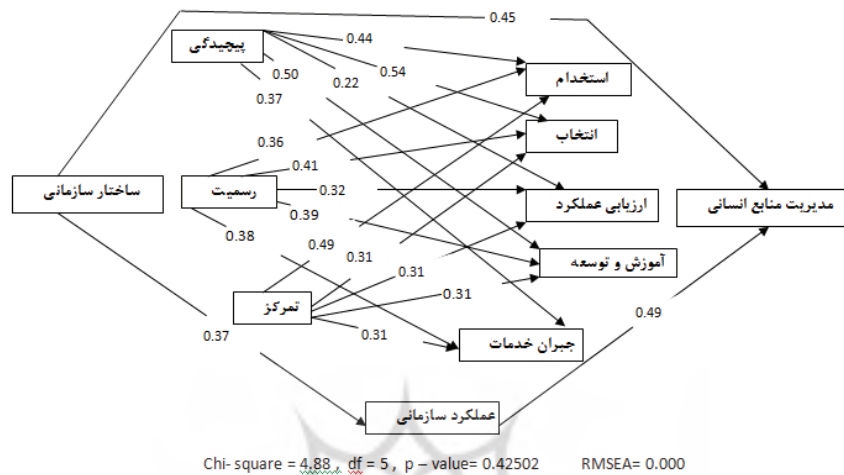 0.45
پیچیدگی
0.44
0.50
0.54
0.22
0.37
استخدام
0.36
انتخاب
0.41
ساختار سازمانی
رسمیت
0.32
ارزیابی عملکرد
مدیریت منابع انسانی
0.39
0.38
0.49
0.31
آموزش و توسعه
0.31
تمرکز
0.31
0.49
0.37
0.31
جبران خدمات
عملکرد سازمانی
Chi- square = 4.88 , df = 5 , p – value= 0.42502 RMSEA= 0.000